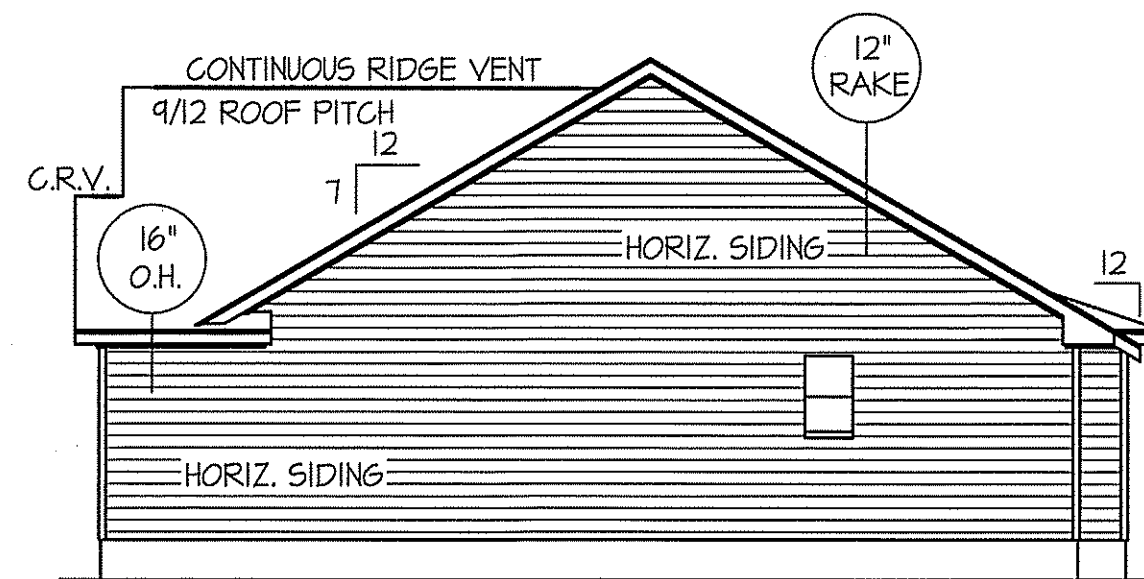 CONTINUOUS RIDGE VENT
9/12 ROOF PITCH
12"
RAKE
12
7
C.R.V.
16"
O.H.
HORIZ. SIDING
12
HORIZ. SIDING